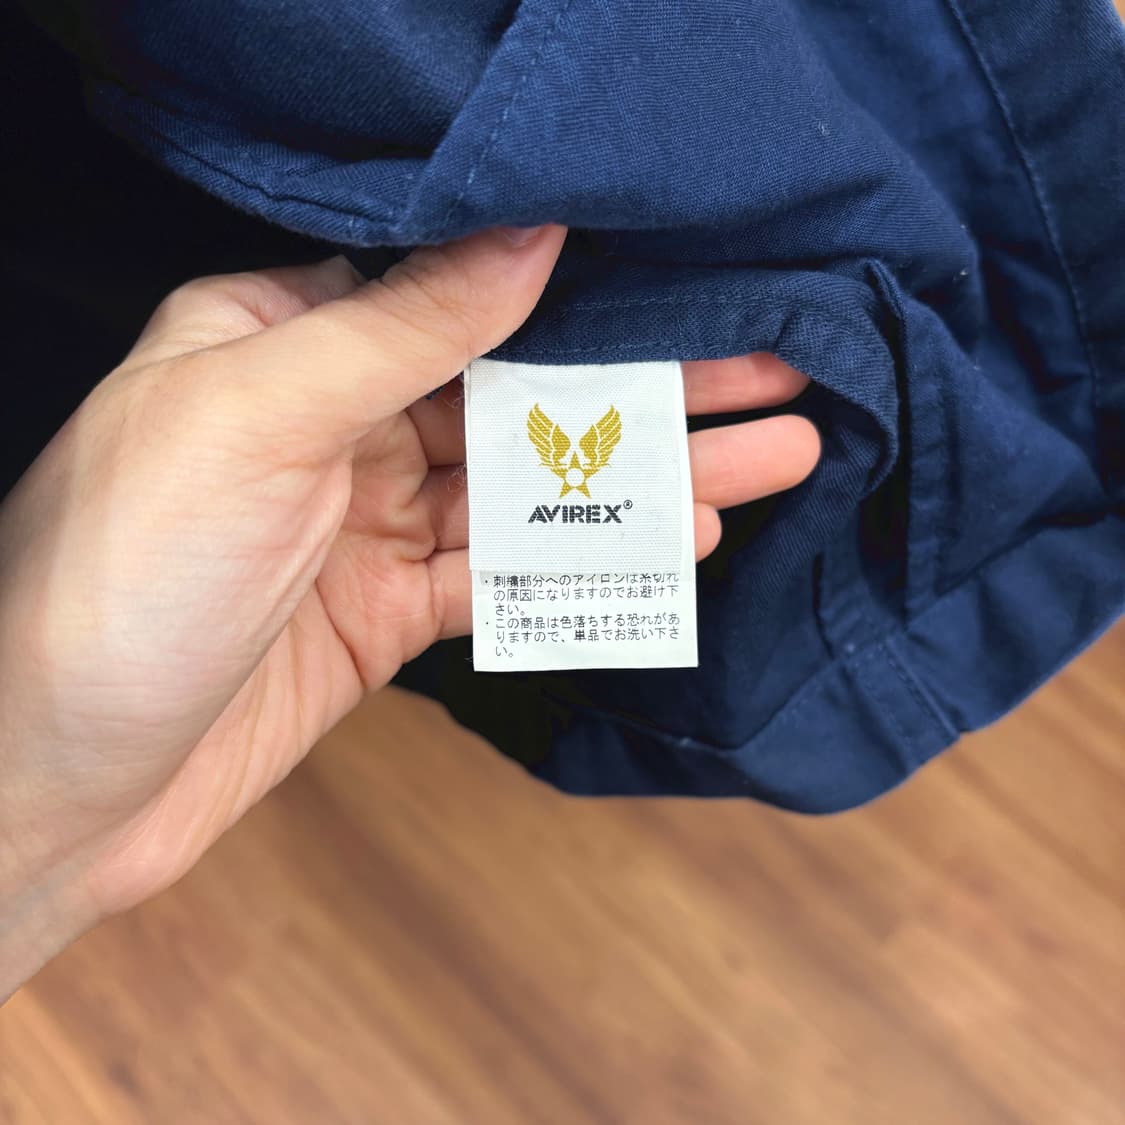 AVIREX®
・刺繍部分へのアイロンは糸切れ
の原因になりますのでお避け下
さい。
・この商品は色落ちする恐れがあ
りますので、単品でお洗い下さ
い。